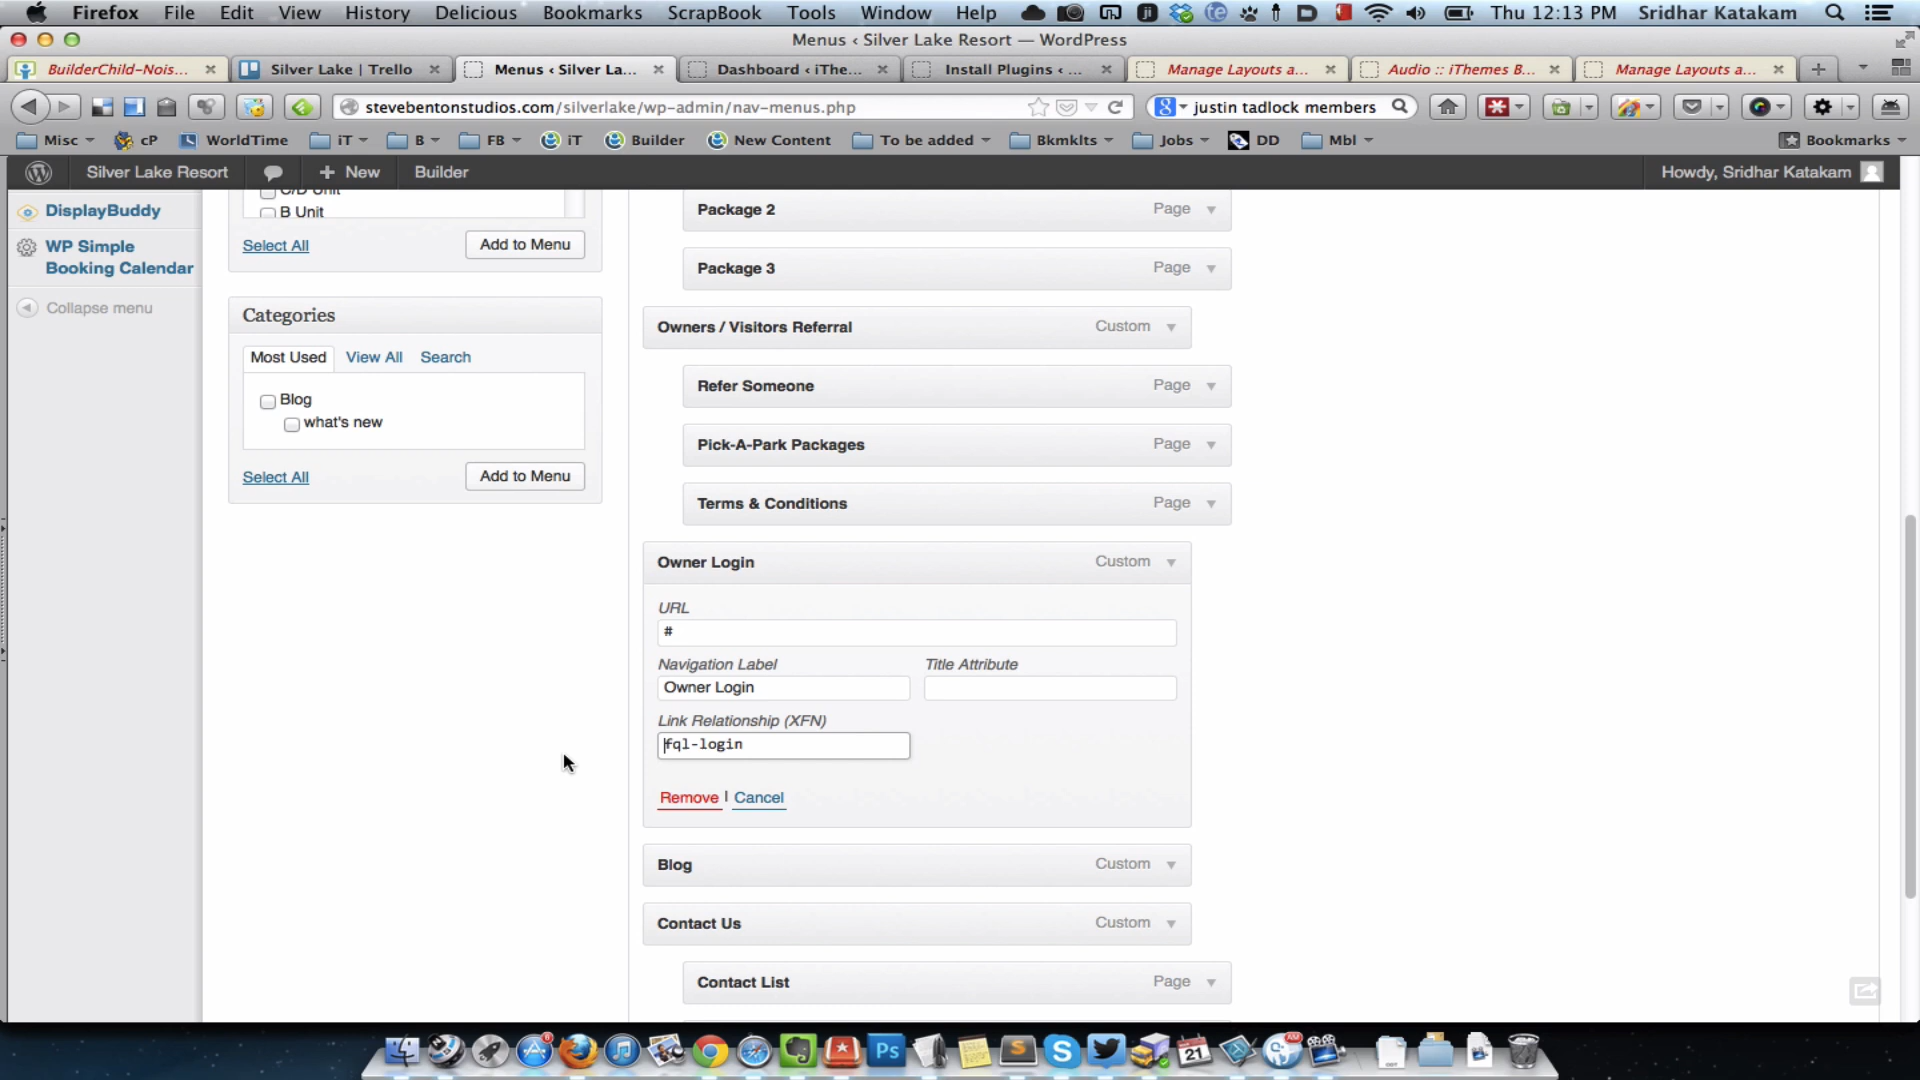 Firefox File Edit View History Delicious Bookmarks ScrapBook Tools Window Help Thu 12:13 PM Sridhar Katakam
Menus ‹ Silver Lake Resort — WordPress
BuilderChild-Nois... Silver Lake | Trello Menus ‹ Silver La... Dashboard ‹ iThe... Install Plugins ‹ ... Manage Layouts a... Audio :: iThemes B... Manage Layouts a...
stevebentonstudios.com/silverlake/wp-admin/nav-menus.php justin tadlock members
Misc cP WorldTime iT B FB iT Builder New Content To be added Bkmklts Jobs DD Mbl Bookmarks
Silver Lake Resort + New Builder Howdy, Sridhar Katakam
DisplayBuddy
WP Simple
Booking Calendar
Collapse menu
C/D Unit
B Unit
Select All Add to Menu
Categories
Most Used View All Search
Blog
what's new
Select All Add to Menu
Package 2 Page
Package 3 Page
Owners / Visitors Referral Custom
Refer Someone Page
Pick-A-Park Packages Page
Terms & Conditions Page
Owner Login Custom
URL
#
Navigation Label Title Attribute
Owner Login
Link Relationship (XFN)
fql-login
Remove | Cancel
Blog Custom
Contact Us Custom
Contact List Page
Ps
21